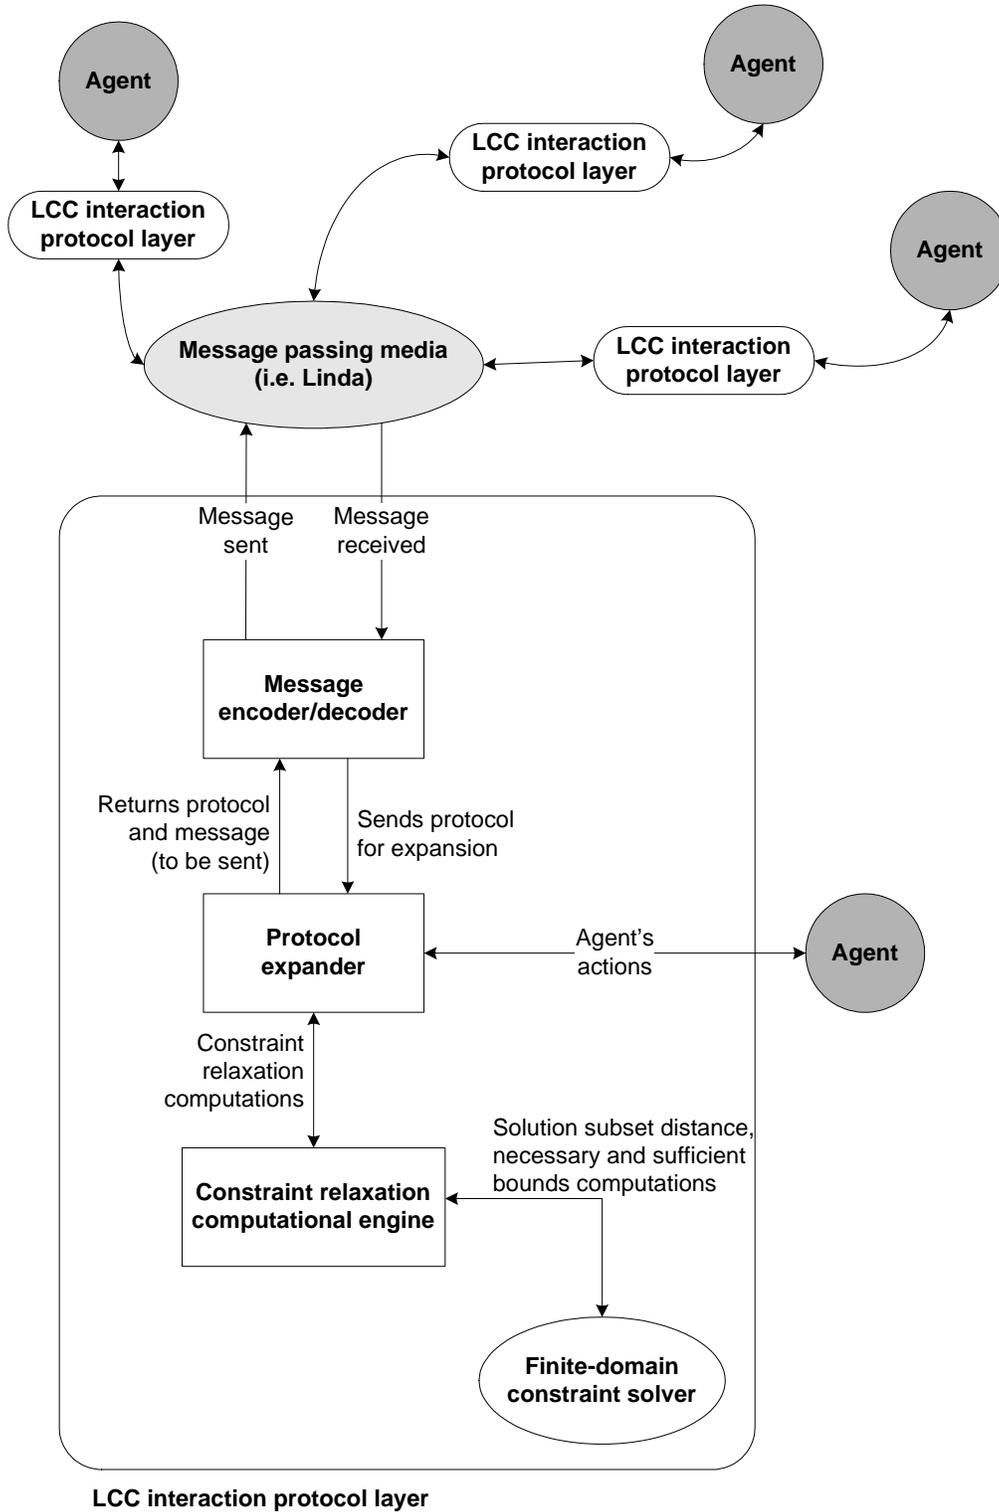 Agent
Agent
LCC interaction
protocol layer
LCC interaction
protocol layer
Agent
Message passing media
(i.e. Linda)
LCC interaction
protocol layer
Message
sent
Message
received
Message
encoder/decoder
Returns protocol
and message
(to be sent)
Sends protocol
for expansion
Protocol
expander
Agent's
actions
Agent
Constraint
relaxation
computations
Solution subset distance,
necessary and sufficient
bounds computations
Constraint relaxation
computational engine
Finite-domain
constraint solver
LCC interaction protocol layer